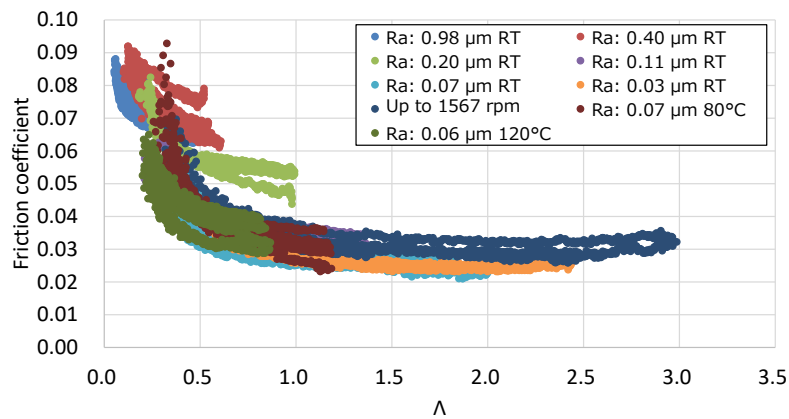 0.10
0.09
0.08
0.07
0.06
0.05
0.04
0.03
0.02
0.01
0.00
Friction coefficient
Ra: 0.98 µm RT
Ra: 0.40 µm RT
Ra: 0.20 µm RT
Ra: 0.11 µm RT
Ra: 0.07 µm RT
Ra: 0.03 µm RT
Up to 1567 rpm
Ra: 0.07 µm 80°C
Ra: 0.06 µm 120°C
0.0 0.5 1.0 1.5 2.0 2.5 3.0 3.5
Λ